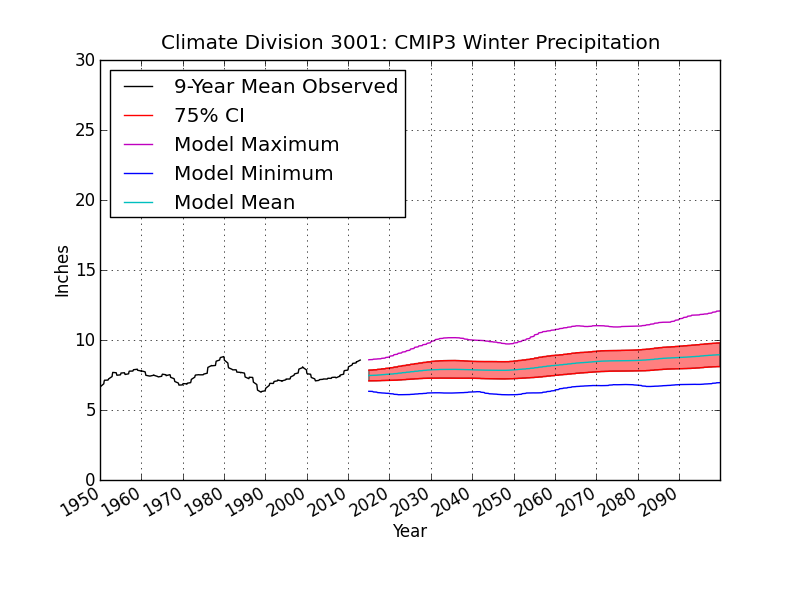 Climate Division 3001: CMIP3 Winter Precipitation
30
25
20
15
10
5
0
Inches
9-Year Mean Observed
75% CI
Model Maximum
Model Minimum
Model Mean
1950 1960 1970 1980 1990 2000 2010 2020 2030 2040 2050 2060 2070 2080 2090
Year